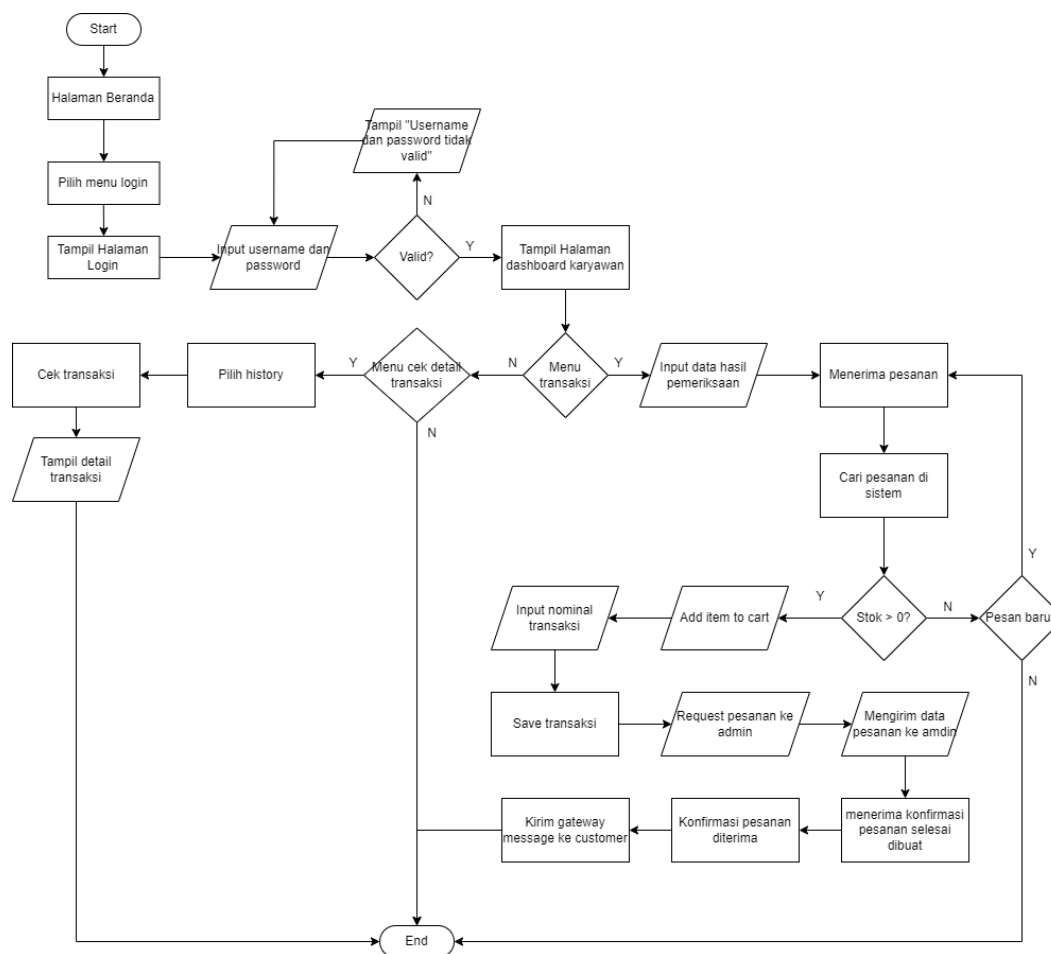 Start
Halaman Beranda
Pilih menu login
Tampil Halaman
Login
Input username dan
password
Tampil "Username
dan password tidak
valid"
N
Valid?
Y
Tampil Halaman
dashboard karyawan
Menu
transaksi
N
Y
Menu cek detail
transaksi
Y
N
Pilih history
Cek transaksi
Tampil detail
transaksi
Input data hasil
pemeriksaan
Menerima pesanan
Cari pesanan di
sistem
Stok > 0?
Y
N
Pesan baru
Y
N
Add item to cart
Input nominal
transaksi
Save transaksi
Request pesanan ke
admin
Mengirim data
pesanan ke amdin
menerima konfirmasi
pesanan selesai
dibuat
Konfirmasi pesanan
diterima
Kirim gateway
message ke customer
End